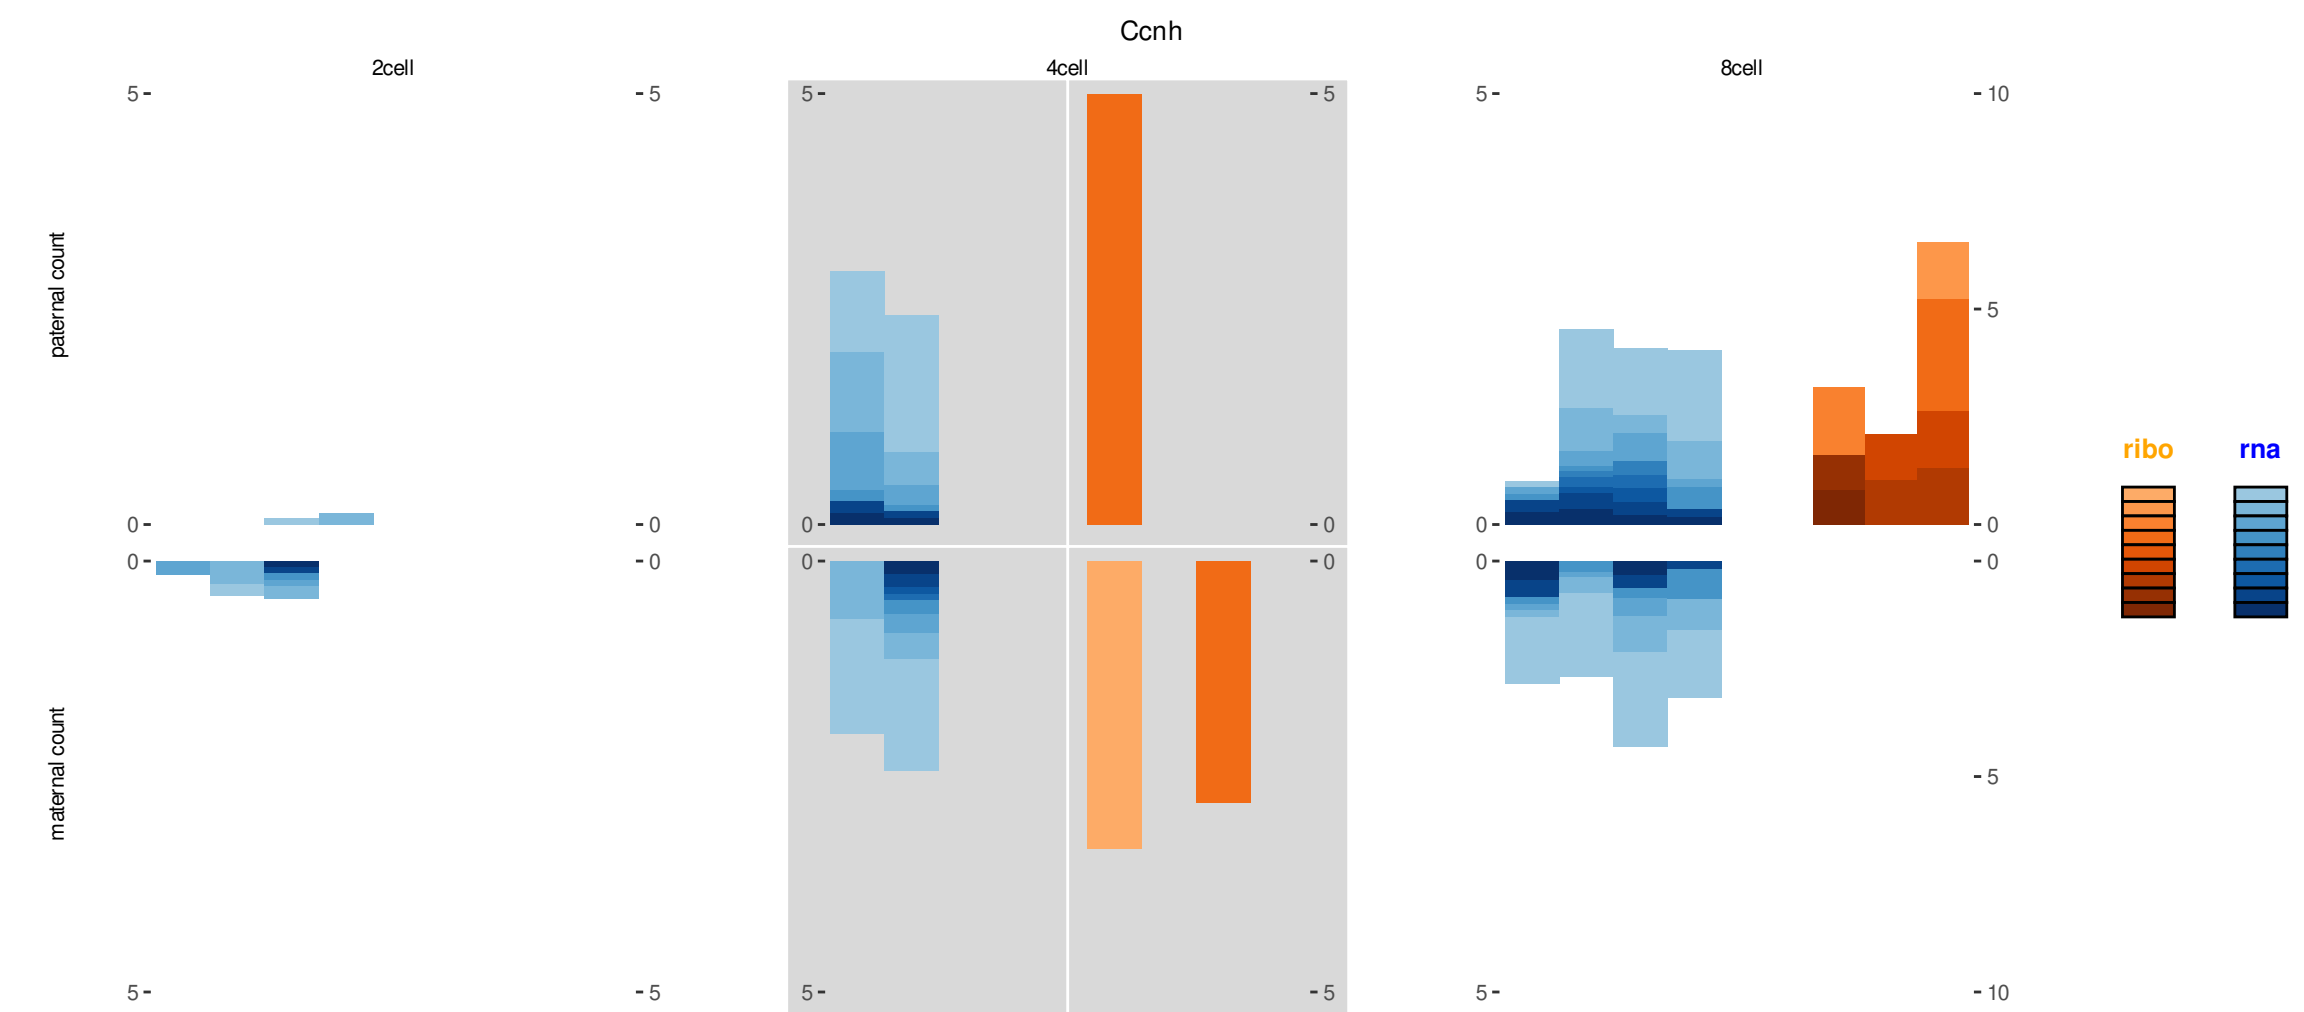 Ccnh
2cell 4cell 8cell
5 5 5 5 5 10
paternal count
5
ribo rna
0 0 0 0 0 0
0 0 0 0 0 0
maternal count
5
5 5 5 5 5 10